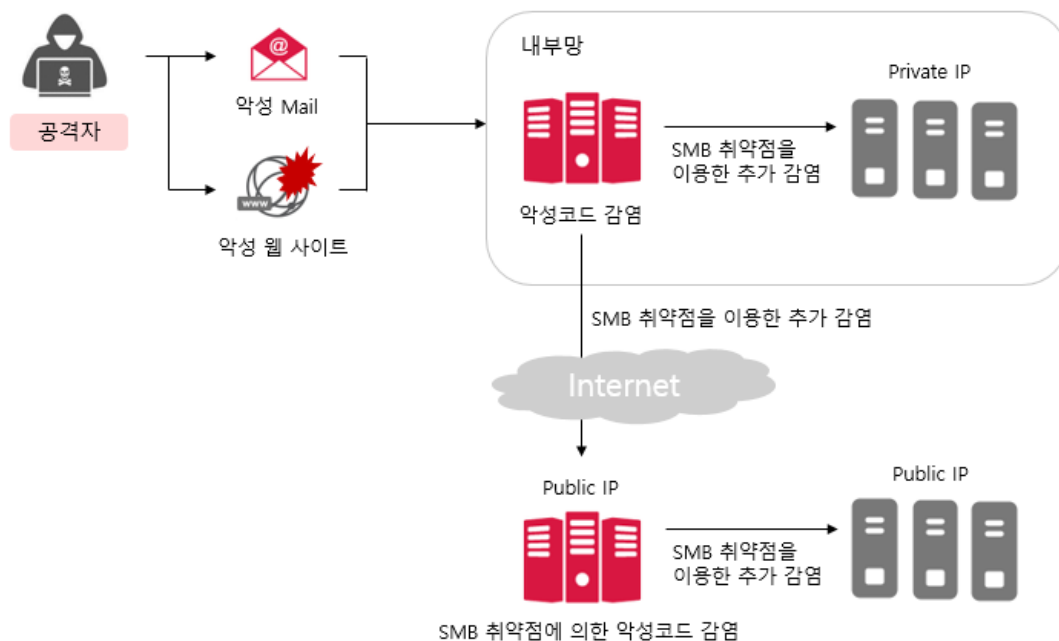 공격자
@
악성 Mail
www
악성 웹 사이트
내부망
악성코드 감염
SMB 취약점을
이용한 추가 감염
Private IP
SMB 취약점을 이용한 추가 감염
Internet
Public IP
SMB 취약점에 의한 악성코드 감염
SMB 취약점을
이용한 추가 감염
Public IP